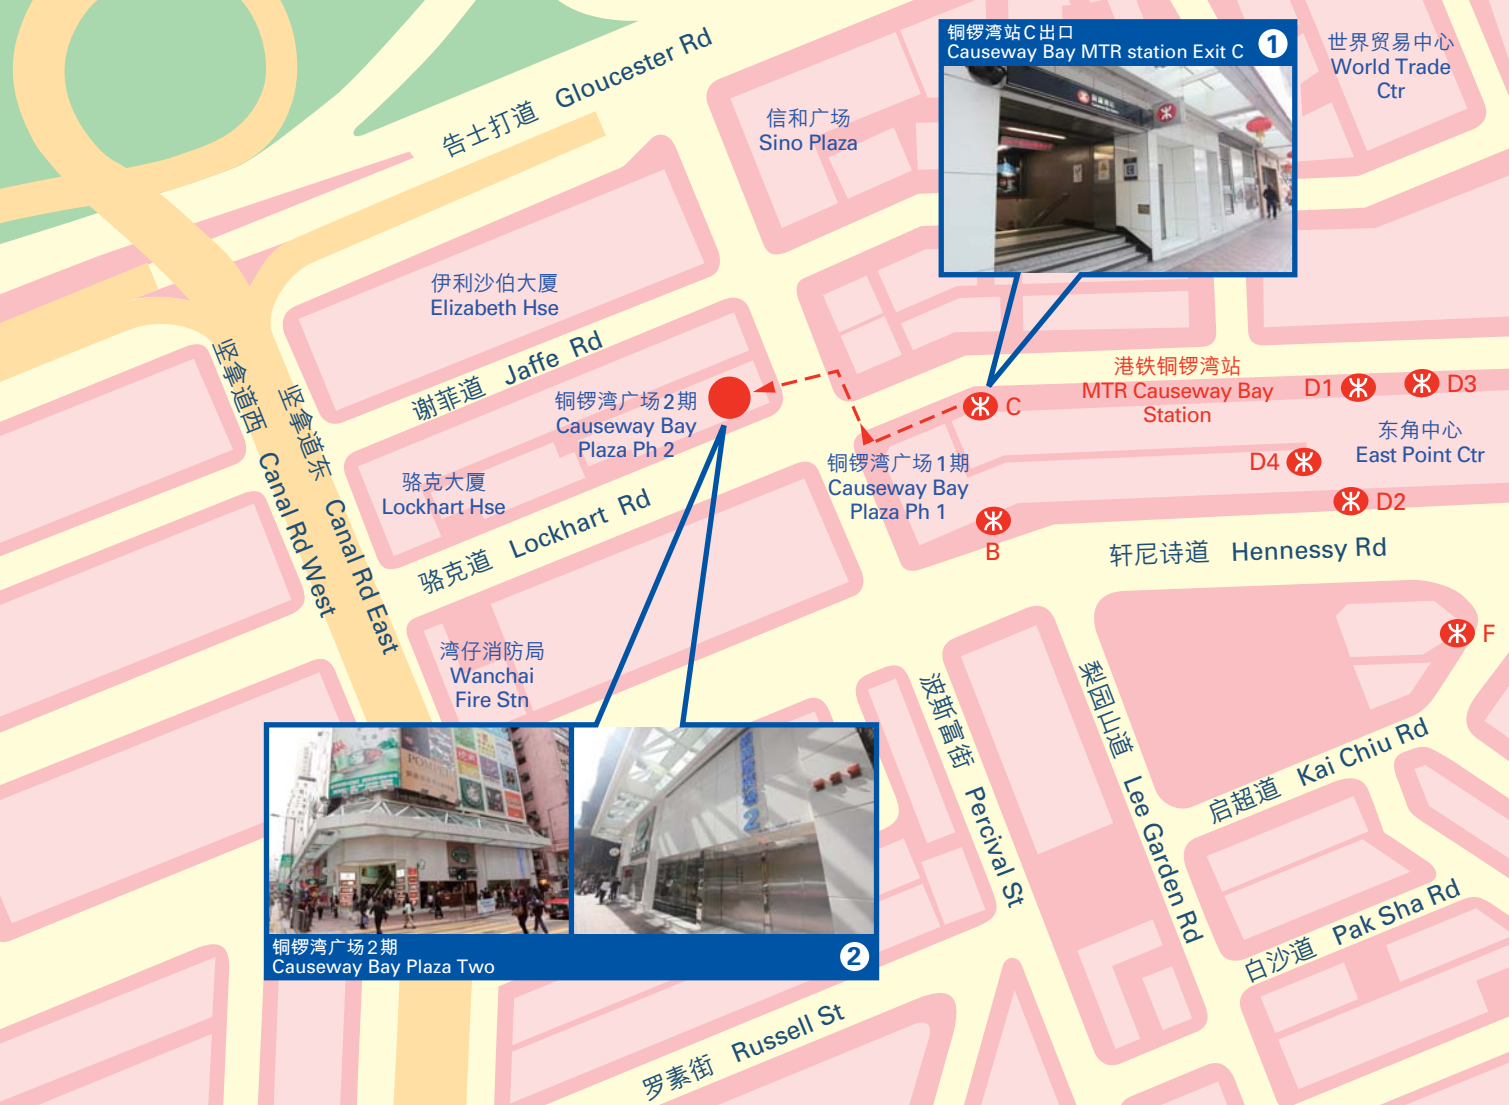 铜锣湾站C出口
Causeway Bay MTR station Exit C
1
世界贸易中心
World Trade
Ctr
告士打道 Gloucester Rd
信和广场
Sino Plaza
伊利沙伯大厦
Elizabeth Hse
谢菲道 Jaffe Rd
坚拿道西 Canal Rd West
坚拿道东 Canal Rd East
铜锣湾广场2期
Causeway Bay
Plaza Ph 2
C
港铁铜锣湾站
MTR Causeway Bay
Station
D1
D3
东角中心
East Point Ctr
D4
D2
铜锣湾广场1期
Causeway Bay
Plaza Ph 1
B
骆克大厦
Lockhart Hse
骆克道 Lockhart Rd
轩尼诗道 Hennessy Rd
F
湾仔消防局
Wanchai
Fire Stn
波斯富街 Percival St
梨园山道 Lee Garden Rd
启超道 Kai Chiu Rd
白沙道 Pak Sha Rd
POMPEI
2
铜锣湾广场2期
Causeway Bay Plaza Two
2
罗素街 Russell St